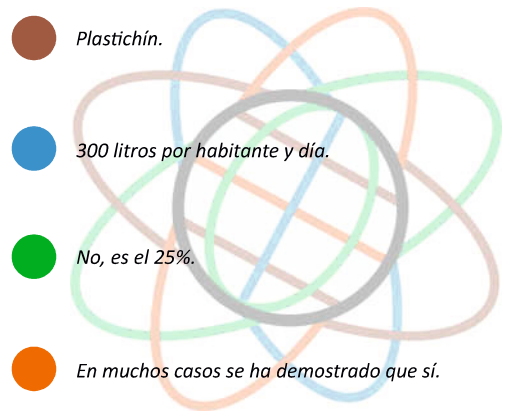 Plastichín.
300 litros por habitante y día.
No, es el 25%.
En muchos casos se ha demostrado que sí.